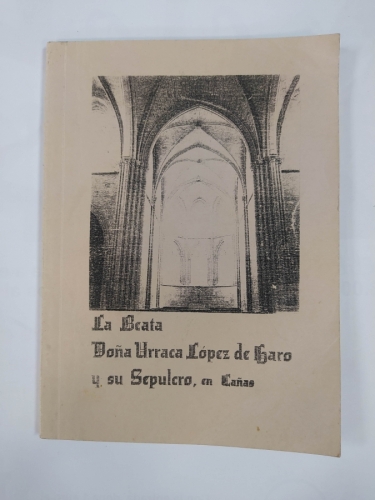 La Beata
Doña Urraca López de Haro
y su Sepulcro, en Cañas